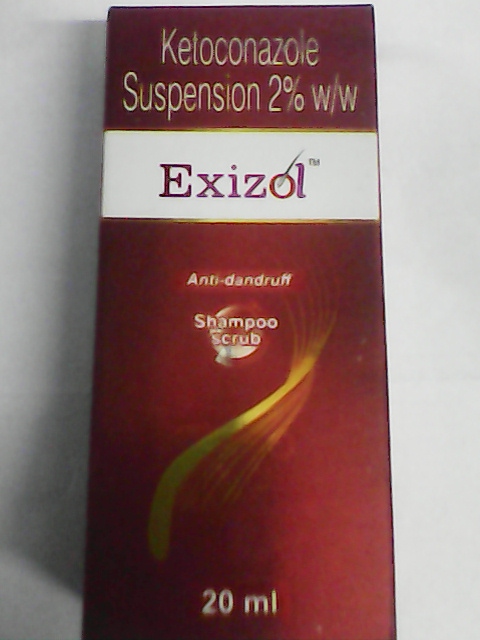 Ketoconazole
Suspension 2% w/w
Exizol™
Anti-dandruff
Shampoo
Scrub
20 ml